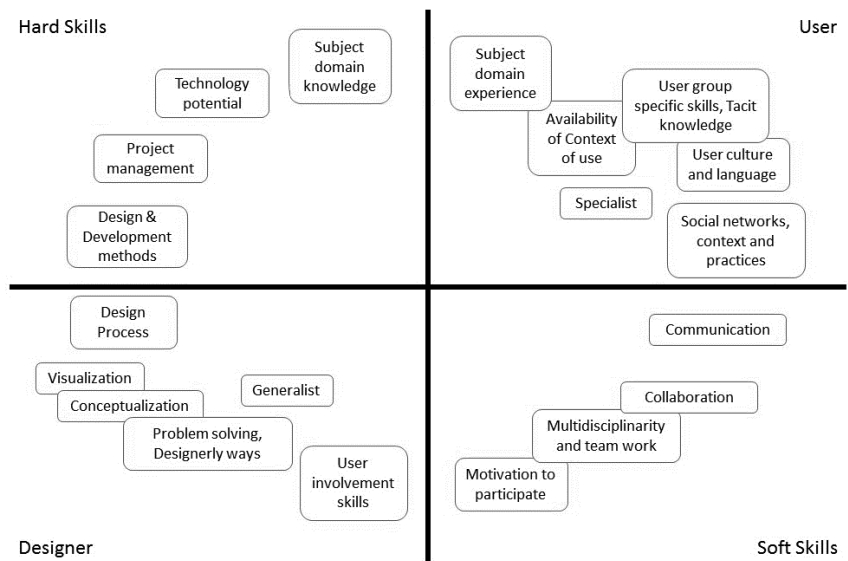 Hard Skills
Subject
domain
knowledge
Technology
potential
Project
management
Design &
Development
methods
User
Subject
domain
experience
User group
specific skills, Tacit
knowledge
Availability
of Context
of use
User culture
and language
Specialist
Social networks,
context and
practices
Design
Process
Visualization
Conceptualization
Generalist
Problem solving,
Designerly ways
User
involvement
skills
Designer
Communication
Collaboration
Multidisciplinarity
and team work
Motivation to
participate
Soft Skills